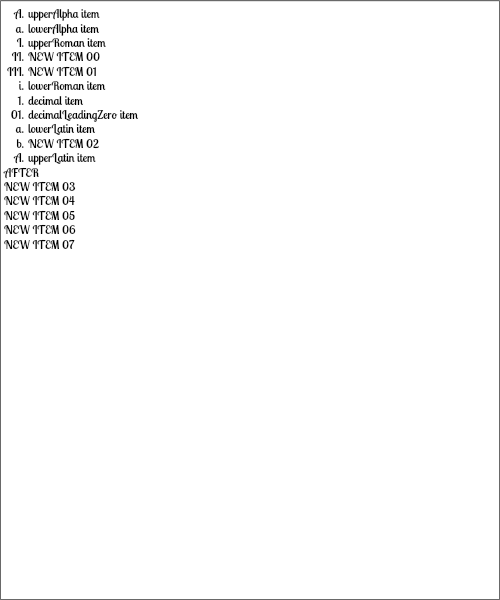 A. upperAlpha item
a. lowerAlpha item
I. upperRoman item
II. NEW ITEM 00
III. NEW ITEM 01
i. lowerRoman item
1. decimal item
01. decimalLeadingZero item
a. lowerLatin item
b. NEW ITEM 02
A. upperLatin item
AFTER
NEW ITEM 03
NEW ITEM 04
NEW ITEM 05
NEW ITEM 06
NEW ITEM 07